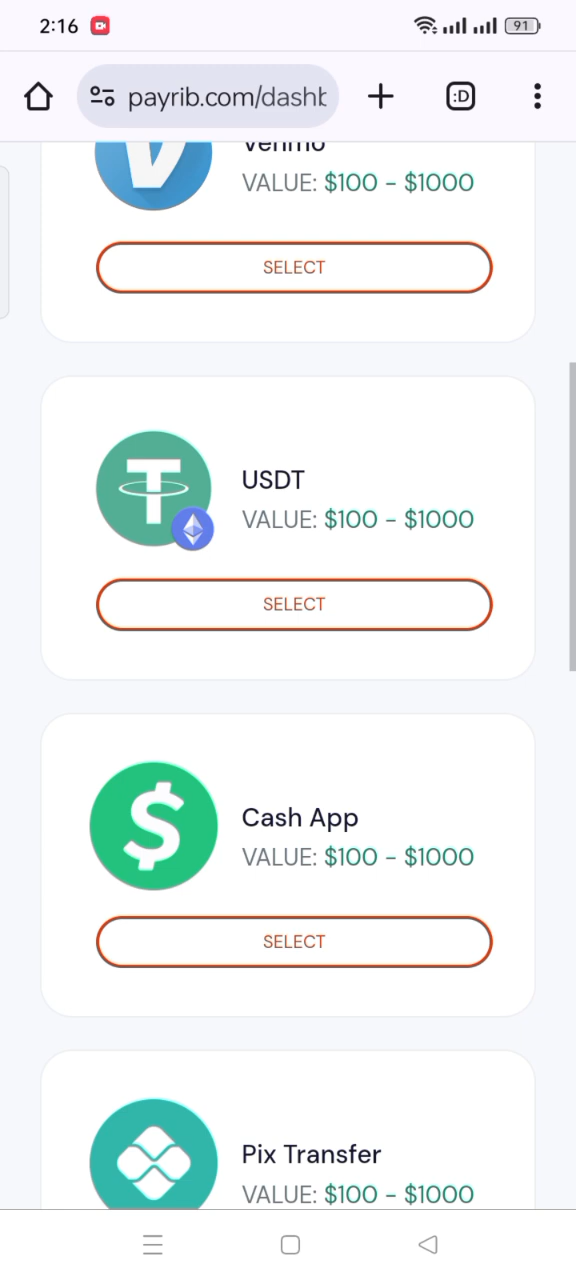 2:16
91
payrib.com/dashb
:D
Venmo
VALUE: $100 - $1000
SELECT
USDT
VALUE: $100 - $1000
SELECT
Cash App
VALUE: $100 - $1000
SELECT
Pix Transfer
VALUE: $100 - $1000